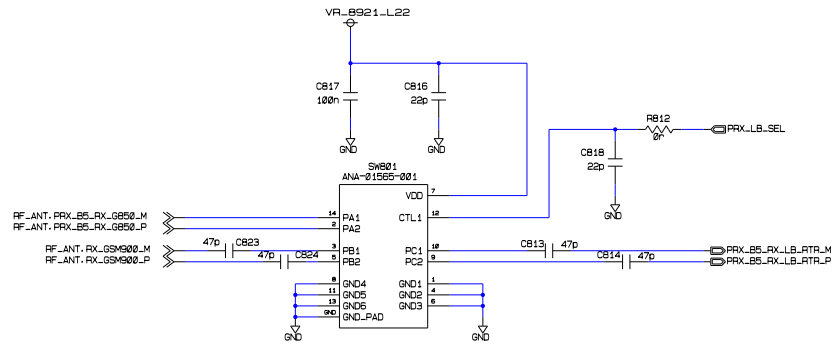 VR_8921_L22
C817
100n
C816
22p
GND
GND
R812
0r
PRX_LB_SEL
C818
22p
GND
SW801
ANA-01565-001
VDD 7
CTL1 12
RF_ANT.PRX_B5_RX_G850_M 14 PA1
RF_ANT.PRX_B5_RX_G850_P 2 PA2
RF_ANT.RX_GSM900_M 47p C823 3 PB1 PC1 10 C813 47p PRX_B5_RX_LB_RTR_M
RF_ANT.RX_GSM900_P 47p C824 5 PB2 PC2 9 C814 47p PRX_B5_RX_LB_RTR_P
8 GND4 GND1 1
11 GND5 GND2 4
13 GND6 GND3 6
GND GND_PAD
GND
GND